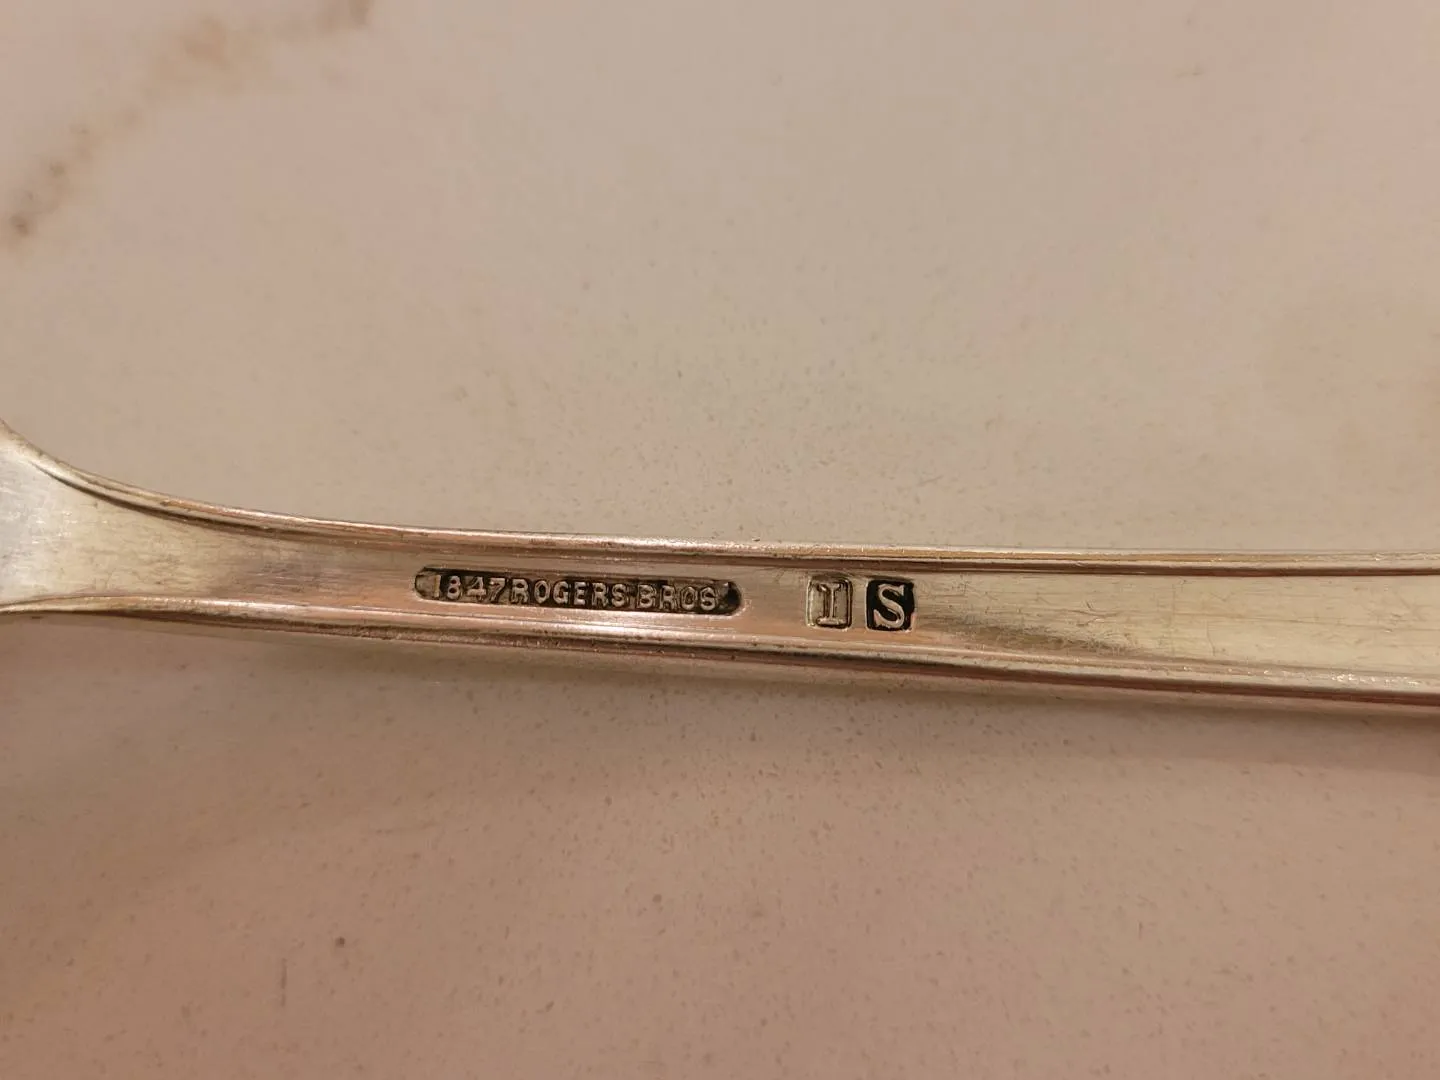 1847 ROGERS BROS. I S